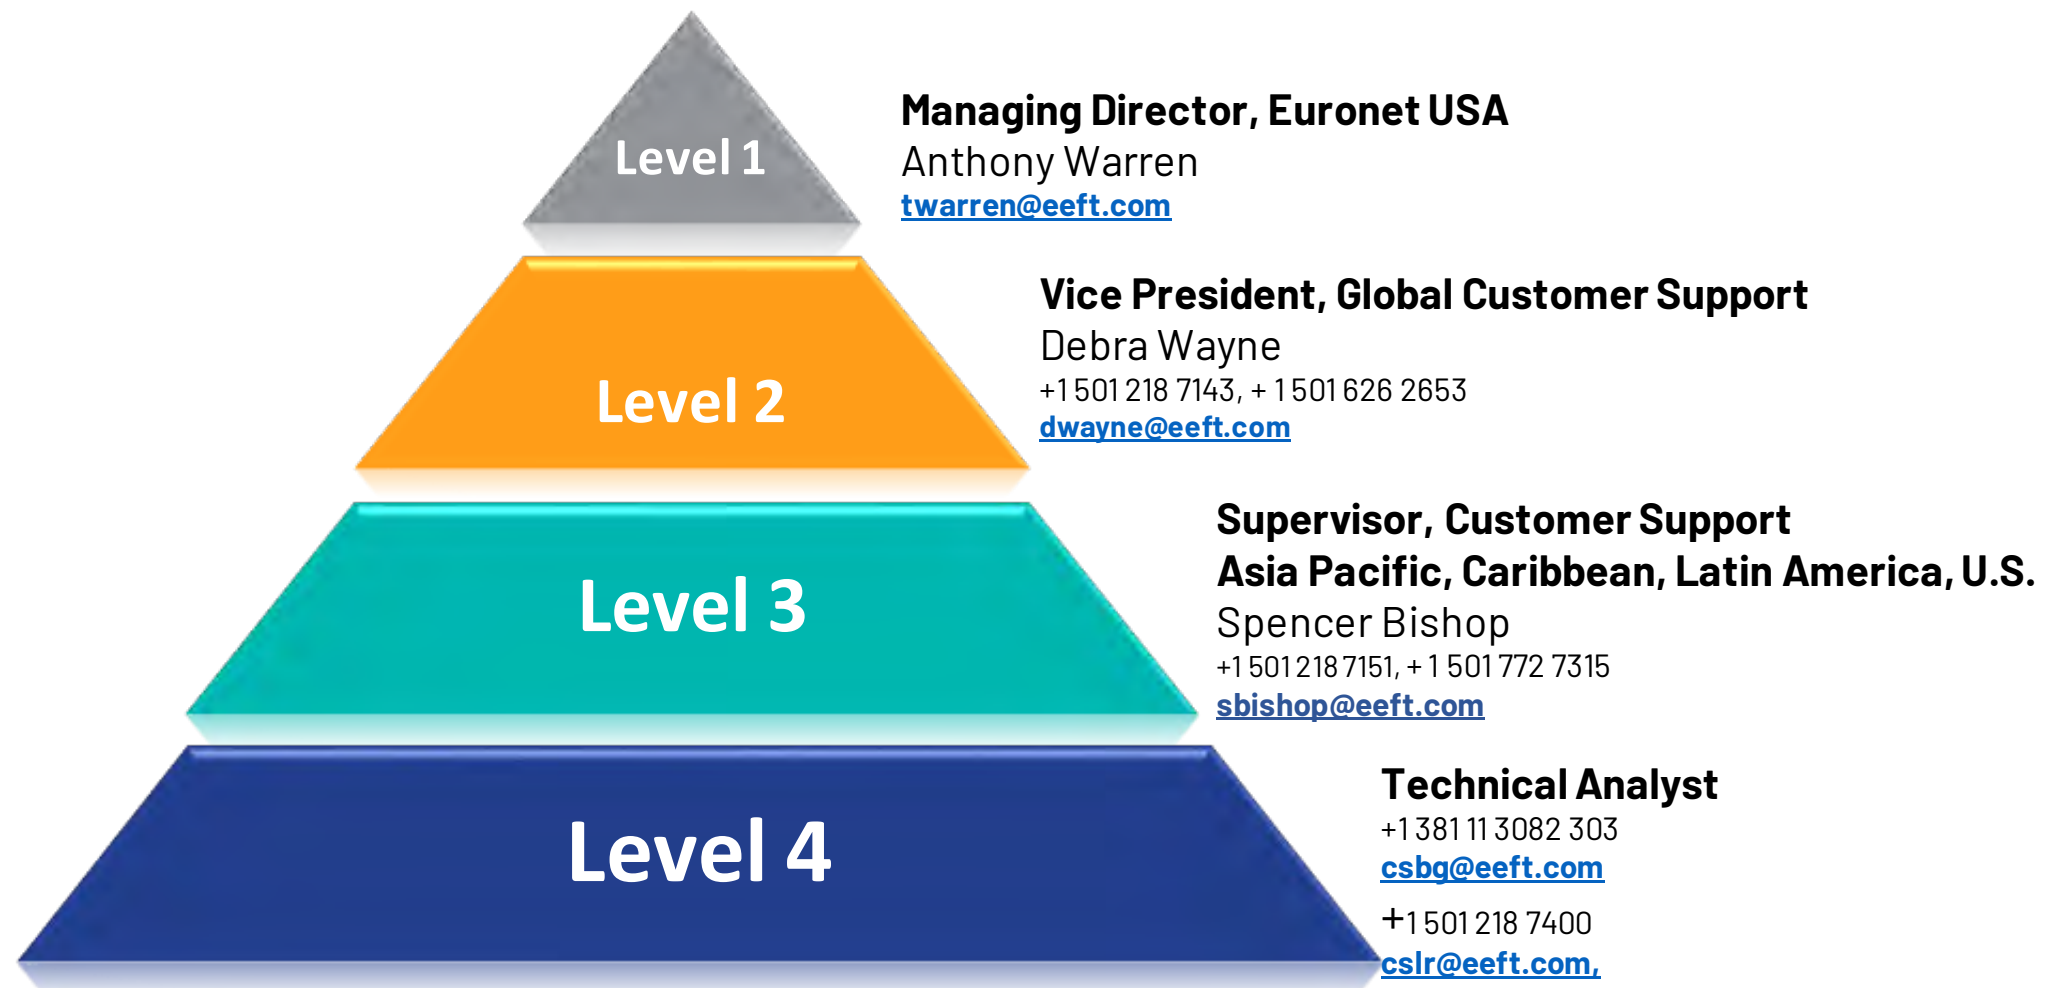 Level 1
Managing Director, Euronet USA
Anthony Warren
twarren@eeft.com
Level 2
Vice President, Global Customer Support
Debra Wayne
+1 501 218 7143, + 1 501 626 2653
dwayne@eeft.com
Level 3
Supervisor, Customer Support
Asia Pacific, Caribbean, Latin America, U.S.
Spencer Bishop
+1 501 218 7151, + 1 501 772 7315
sbishop@eeft.com
Level 4
Technical Analyst
+1 381 11 3082 303
csbg@eeft.com
+1 501 218 7400
cslr@eeft.com,